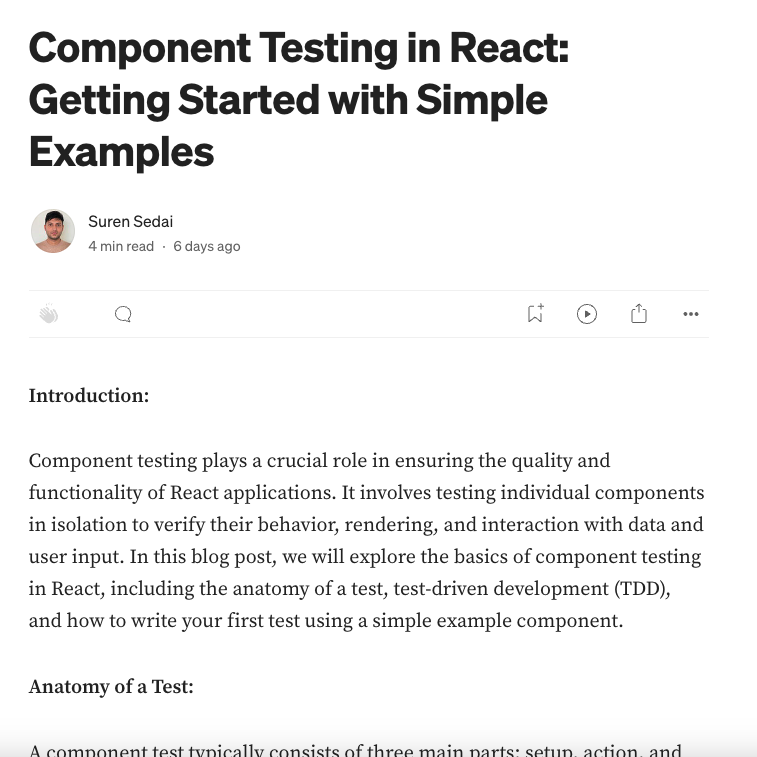 Component Testing in React:
Getting Started with Simple
Examples
Suren Sedai
4 min read · 6 days ago
Introduction:
Component testing plays a crucial role in ensuring the quality and
functionality of React applications. It involves testing individual components
in isolation to verify their behavior, rendering, and interaction with data and
user input. In this blog post, we will explore the basics of component testing
in React, including the anatomy of a test, test-driven development (TDD),
and how to write your first test using a simple example component.
Anatomy of a Test:
A component test typically consists of three main parts: setup, action, and